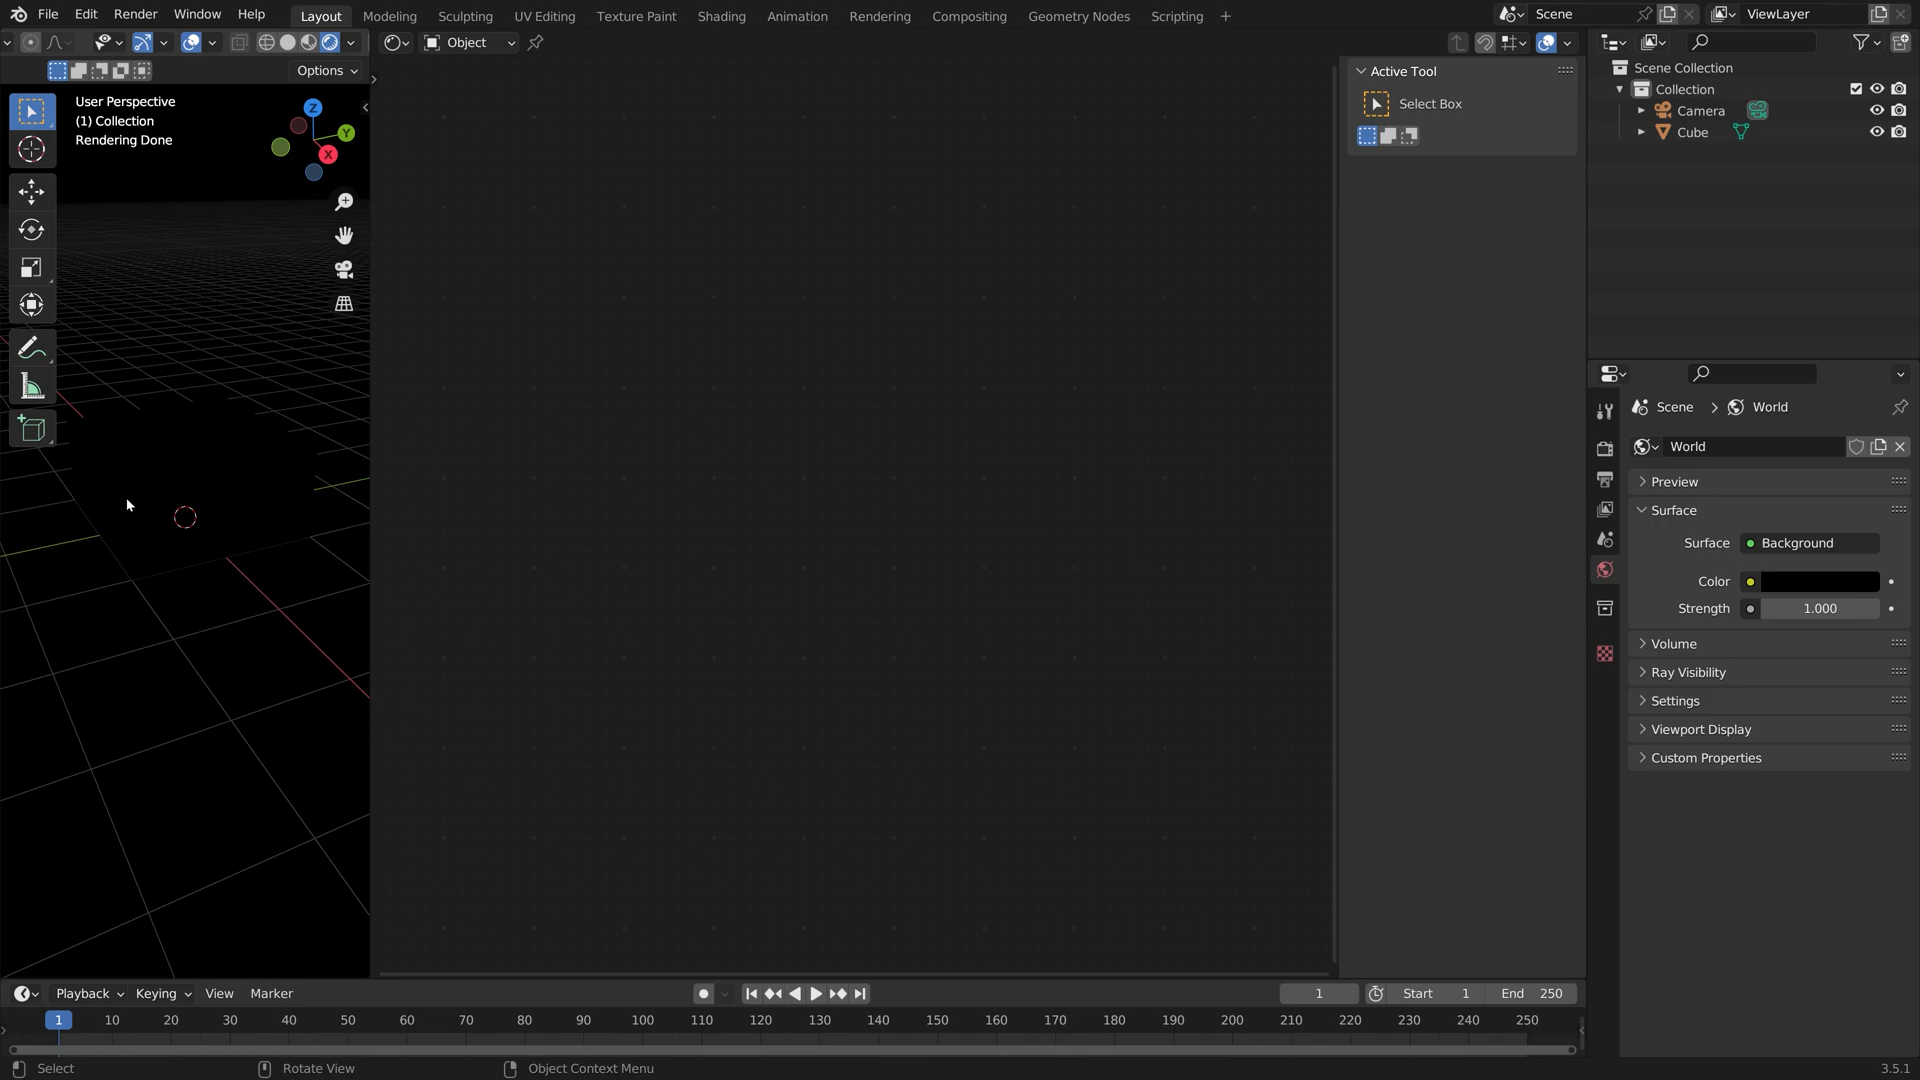 File Edit Render Window Help Layout Modeling Sculpting UV Editing Texture Paint Shading Animation Rendering Compositing Geometry Nodes Scripting + Scene ViewLayer
Object
Options
User Perspective
(1) Collection
Rendering Done
Z
Y
X
Active Tool
Select Box
Scene Collection
Collection
Camera
Cube
Scene > World
World
Preview
Surface
Surface Background
Color
Strength 1.000
Volume
Ray Visibility
Settings
Viewport Display
Custom Properties
Playback Keying View Marker 1 Start 1 End 250
1 10 20 30 40 50 60 70 80 90 100 110 120 130 140 150 160 170 180 190 200 210 220 230 240 250
Select Rotate View Object Context Menu 3.5.1